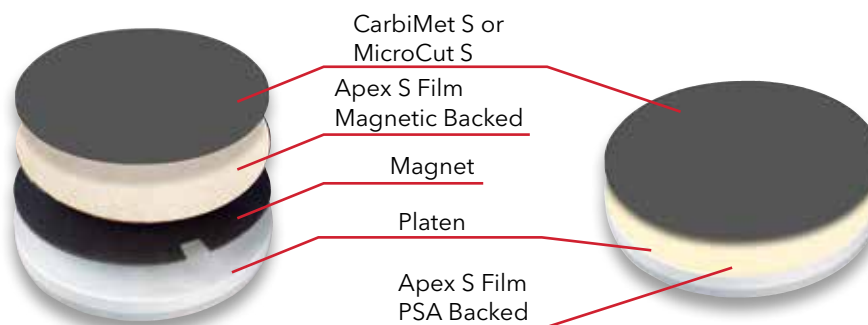 CarbiMet S or
MicroCut S
Apex S Film
Magnetic Backed
Magnet
Platen
Apex S Film
PSA Backed